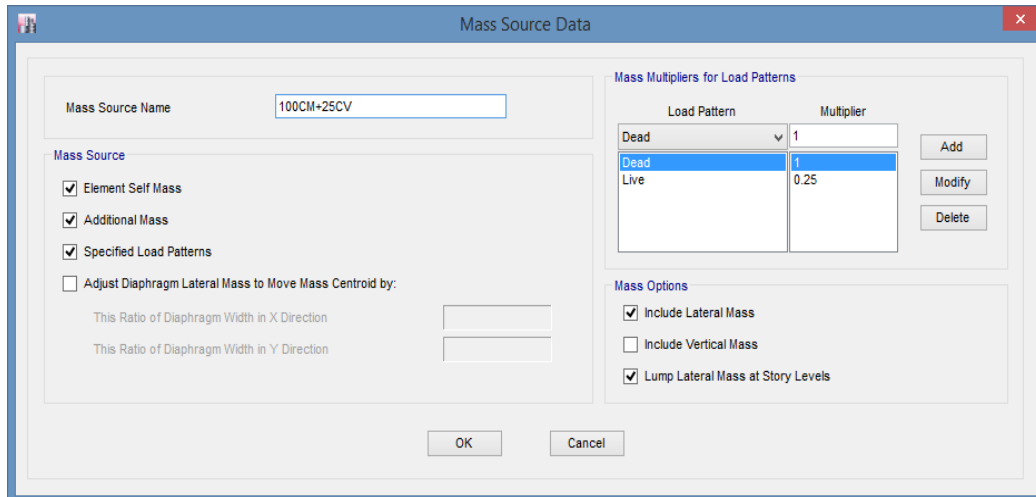 Mass Source Data
Mass Source Name
100CM+25CV
Mass Source
Element Self Mass
Additional Mass
Specified Load Patterns
Adjust Diaphragm Lateral Mass to Move Mass Centroid by:
This Ratio of Diaphragm Width in X Direction
This Ratio of Diaphragm Width in Y Direction
Mass Multipliers for Load Patterns
Load Pattern Multiplier
Dead 1
Dead 1
Live 0.25
Add
Modify
Delete
Mass Options
Include Lateral Mass
Include Vertical Mass
Lump Lateral Mass at Story Levels
OK Cancel